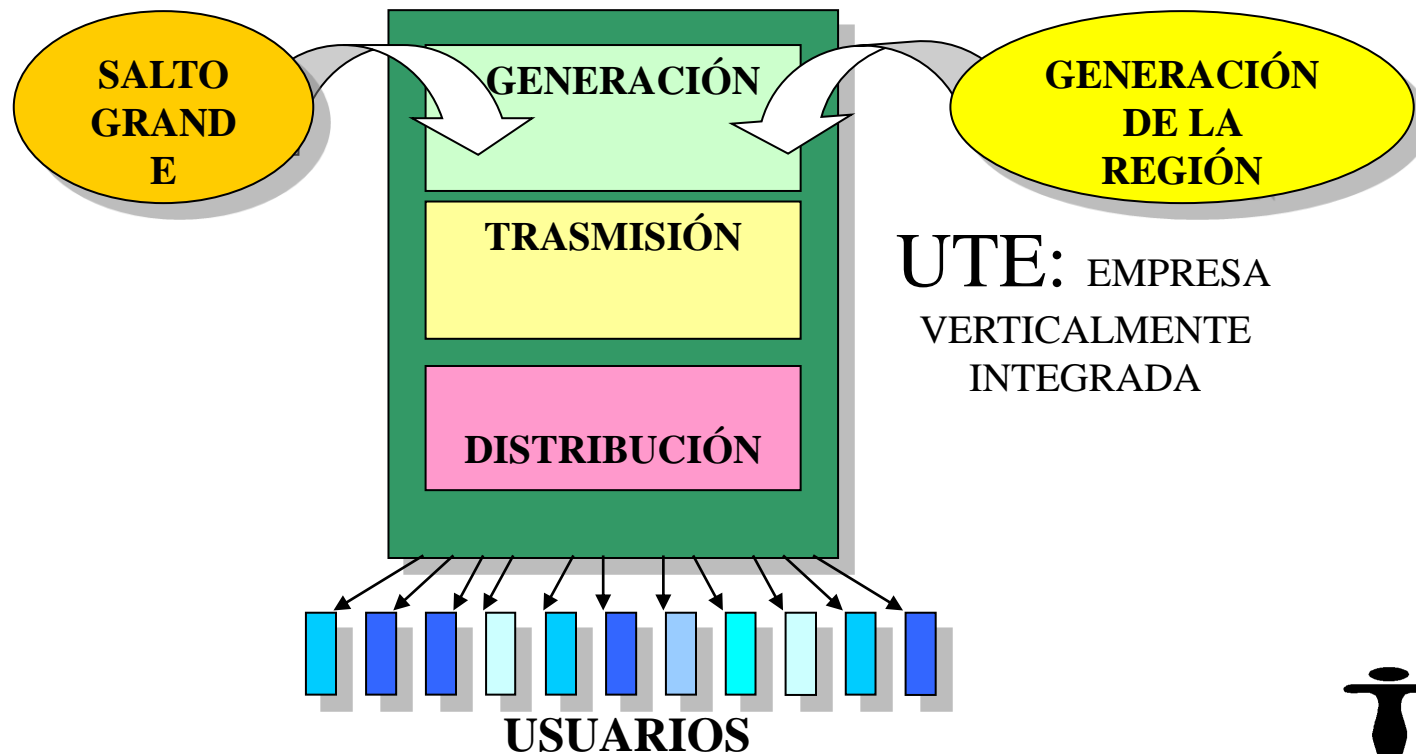 SALTO
GRAND
E
GENERACIÓN
GENERACIÓN
DE LA
REGIÓN
TRASMISIÓN
UTE: EMPRESA
VERTICALMENTE
INTEGRADA
DISTRIBUCIÓN
USUARIOS